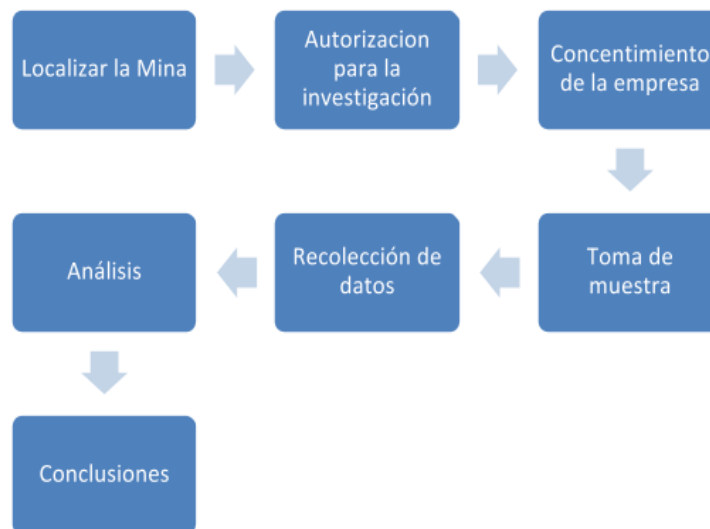 Localizar la Mina
Autorizacion
para la
investigación
Concentimiento
de la empresa
Toma de
muestra
Recolección de
datos
Análisis
Conclusiones